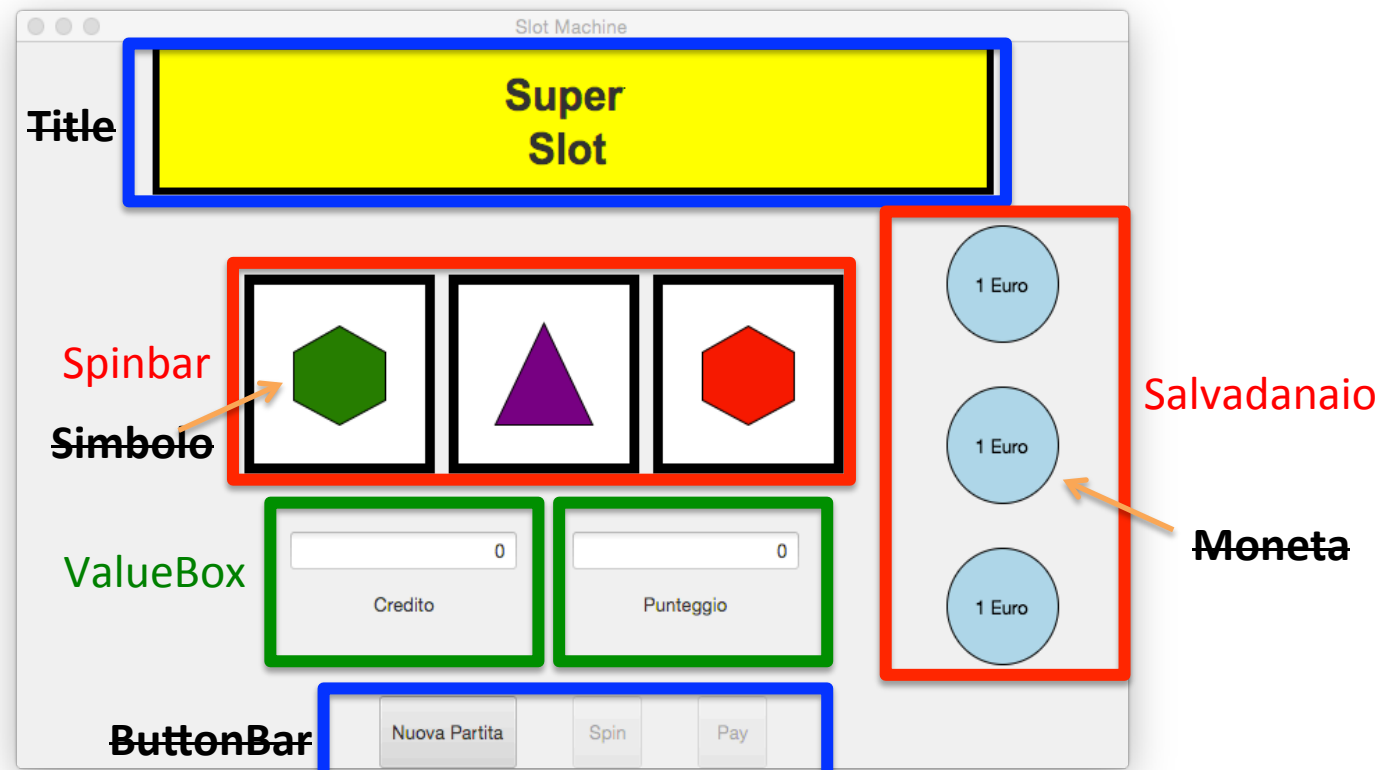 Slot Machine
Super
Slot
Title
1 Euro
Spinbar
Salvadanaio
Simbolo
1 Euro
Moneta
ValueBox
0
0
Credito
Punteggio
1 Euro
ButtonBar
Nuova Partita
Spin
Pay